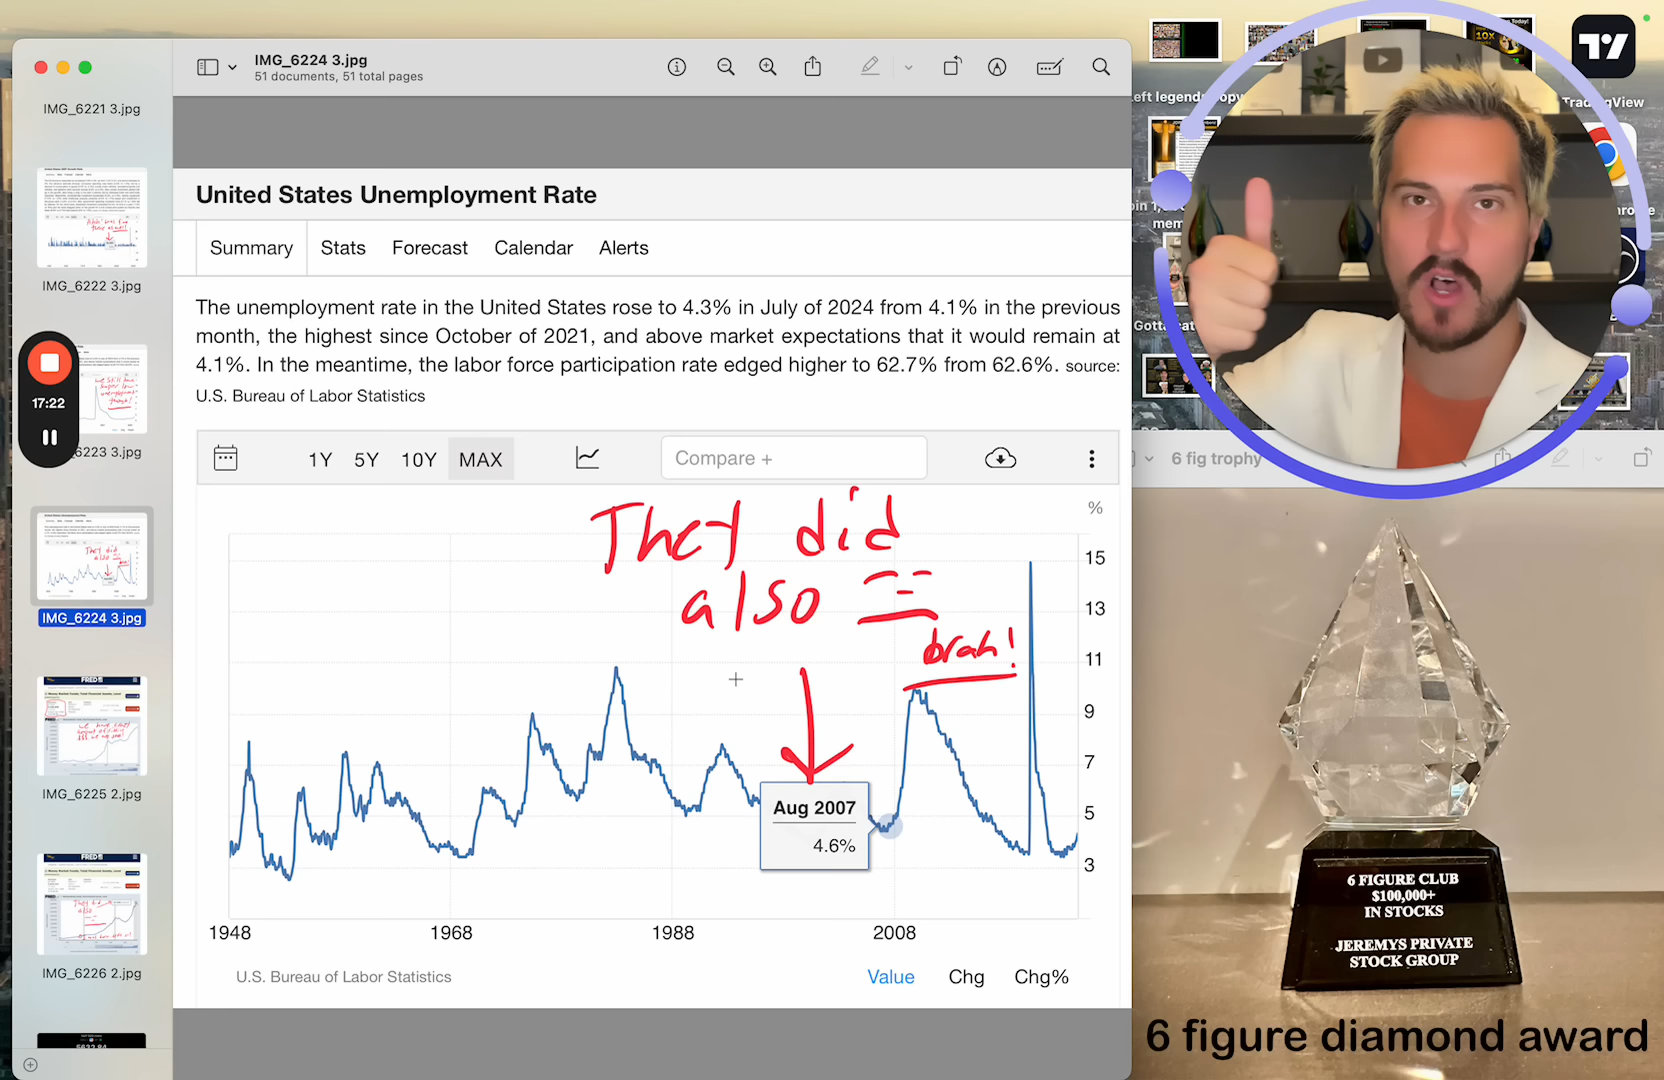 IMG_6224 3.jpg
51 documents, 51 total pages
IMG_6221 3.jpg
IMG_6222 3.jpg
17:22
6223 3.jpg
IMG_6224 3.jpg
FRED
IMG_6225 2.jpg
FRED
IMG_6226 2.jpg
United States Unemployment Rate
Summary Stats Forecast Calendar Alerts
The unemployment rate in the United States rose to 4.3% in July of 2024 from 4.1% in the previous
month, the highest since October of 2021, and above market expectations that it would remain at
4.1%. In the meantime, the labor force participation rate edged higher to 62.7% from 62.6%. source:
U.S. Bureau of Labor Statistics
1Y 5Y 10Y MAX
Compare +
They did
also =
brah!
%
15
13
11
9
7
5
3
Aug 2007
4.6%
1948 1968 1988 2008
U.S. Bureau of Labor Statistics
Value Chg Chg%
TradingView
6 fig trophy
6 FIGURE CLUB
$100,000+
IN STOCKS
JEREMYS PRIVATE
STOCK GROUP
6 figure diamond award